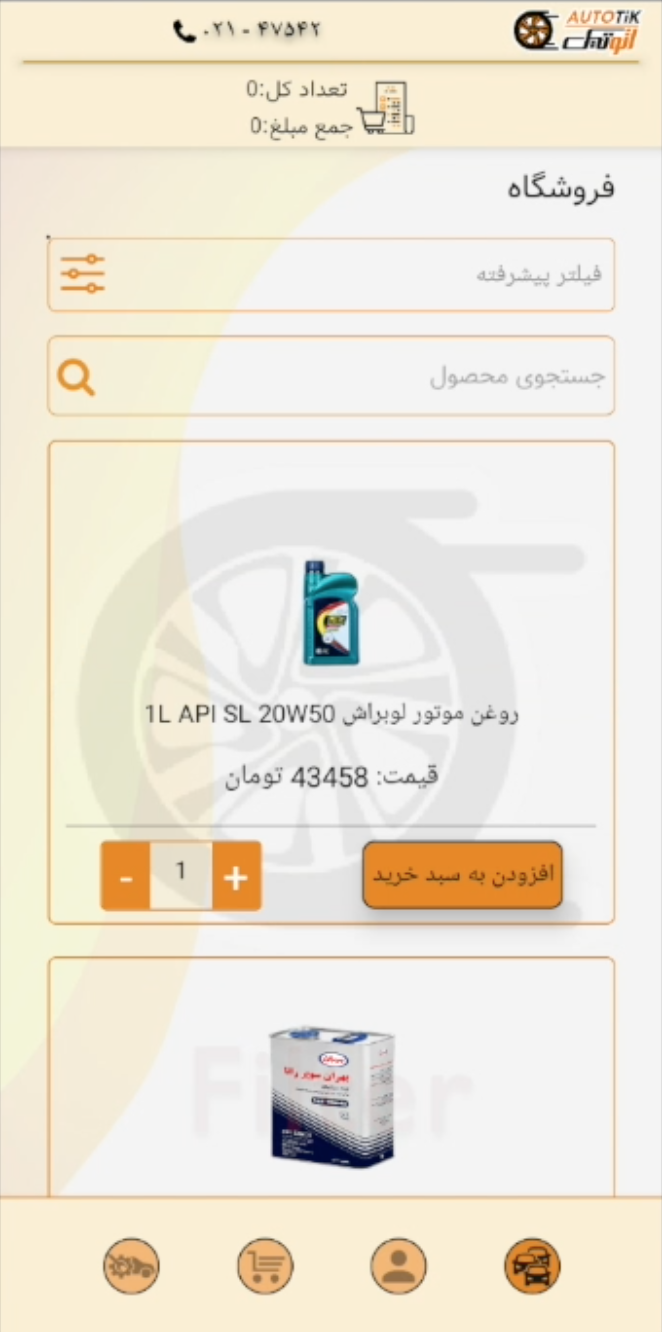 AUTOTIK
اتوتیک
۰۲۱ - ۴۷۵۴۲
تعداد کل:0
جمع مبلغ:0
فروشگاه
فیلتر پیشرفته
جستجوی محصول
روغن موتور لوبراش 1L API SL 20W50
قیمت: 43458 تومان
افزودن به سبد خرید
+
1
-
بهران سوپر رانا